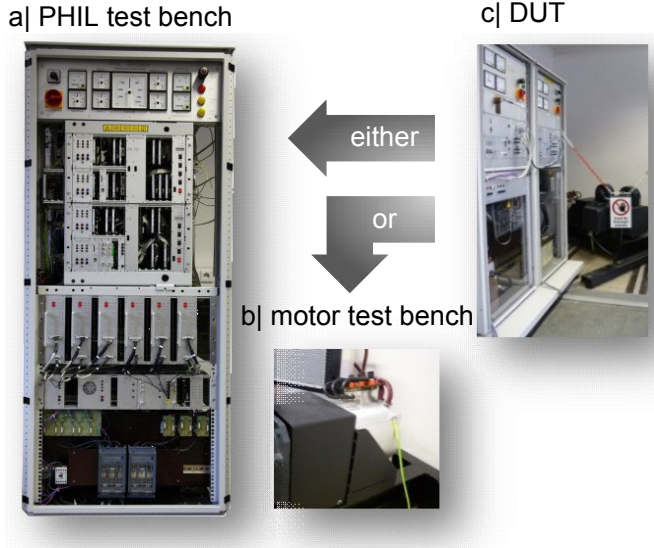 a| PHIL test bench
c| DUT
either
or
b| motor test bench